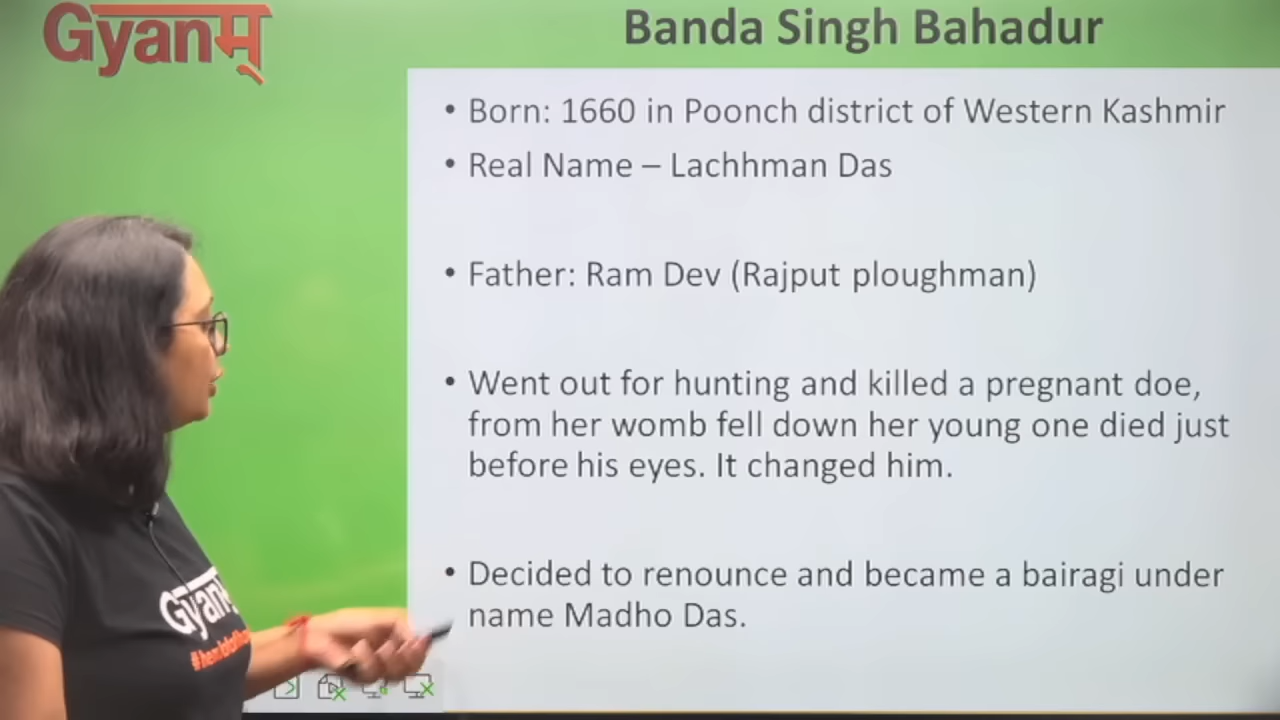 Gyanम्
Banda Singh Bahadur
• Born: 1660 in Poonch district of Western Kashmir
• Real Name – Lachhman Das
• Father: Ram Dev (Rajput ploughman)
• Went out for hunting and killed a pregnant doe,
from her womb fell down her young one died just
before his eyes. It changed him.
• Decided to renounce and became a bairagi under
name Madho Das.
Gyanम्